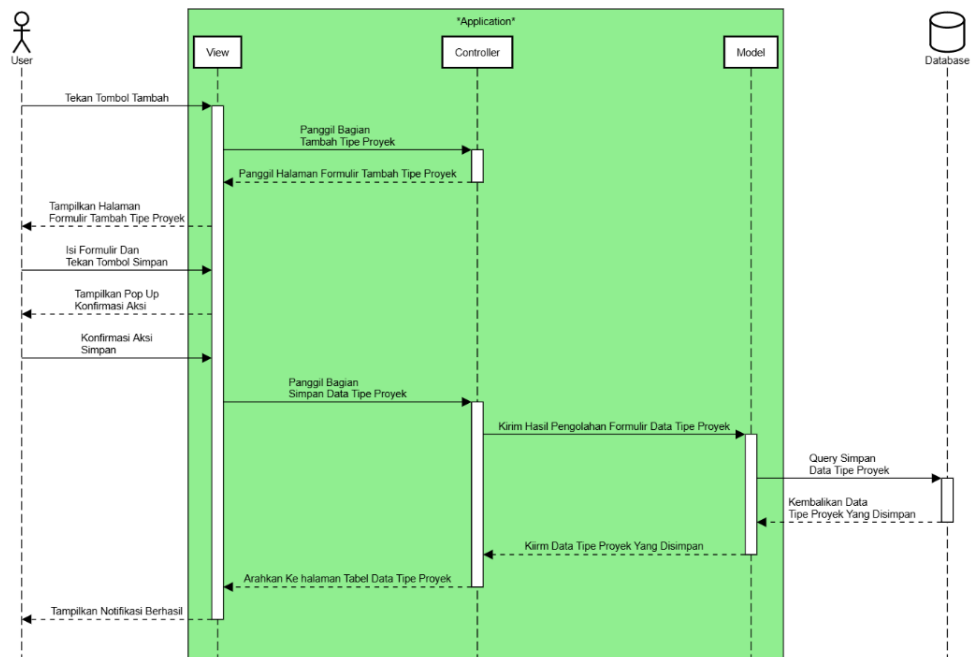 *Application*
User
View
Controller
Model
Database
Tekan Tombol Tambah
Panggil Bagian
Tambah Tipe Proyek
Panggil Halaman Formulir Tambah Tipe Proyek
Tampilkan Halaman
Formulir Tambah Tipe Proyek
Isi Formulir Dan
Tekan Tombol Simpan
Tampilkan Pop Up
Konfirmasi Aksi
Konfirmasi Aksi
Simpan
Panggil Bagian
Simpan Data Tipe Proyek
Kirim Hasil Pengolahan Formulir Data Tipe Proyek
Query Simpan
Data Tipe Proyek
Kembalikan Data
Tipe Proyek Yang Disimpan
Kiirm Data Tipe Proyek Yang Disimpan
Arahkan Ke halaman Tabel Data Tipe Proyek
Tampilkan Notifikasi Berhasil